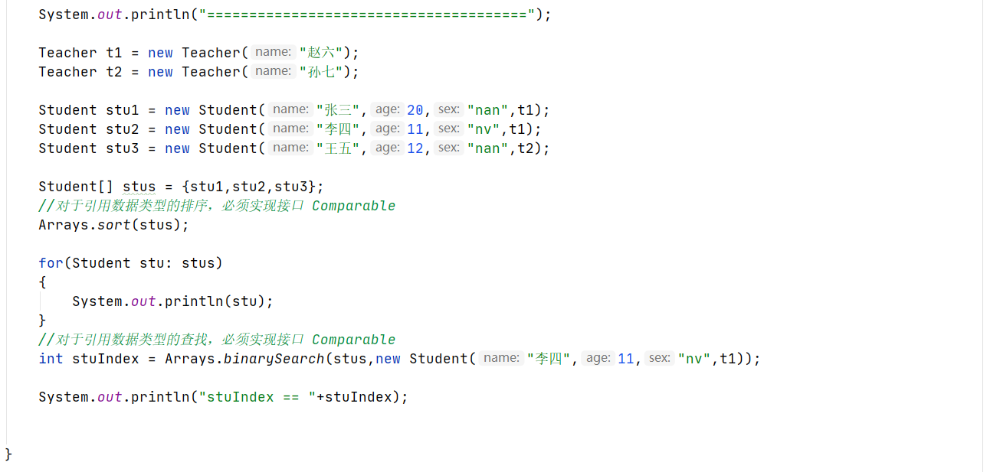 System.out.println("======================================");
Teacher t1 = new Teacher( name: "赵六");
Teacher t2 = new Teacher( name: "孙七");
Student stu1 = new Student( name: "张三", age: 20, sex: "nan",t1);
Student stu2 = new Student( name: "李四", age: 11, sex: "nv",t1);
Student stu3 = new Student( name: "王五", age: 12, sex: "nan",t2);
Student[] stus = {stu1,stu2,stu3};
//对于引用数据类型的排序，必须实现接口 Comparable
Arrays.sort(stus);
for(Student stu: stus)
{
System.out.println(stu);
}
//对于引用数据类型的查找，必须实现接口 Comparable
int stuIndex = Arrays.binarySearch(stus,new Student( name: "李四", age: 11, sex: "nv",t1));
System.out.println("stuIndex == "+stuIndex);
}